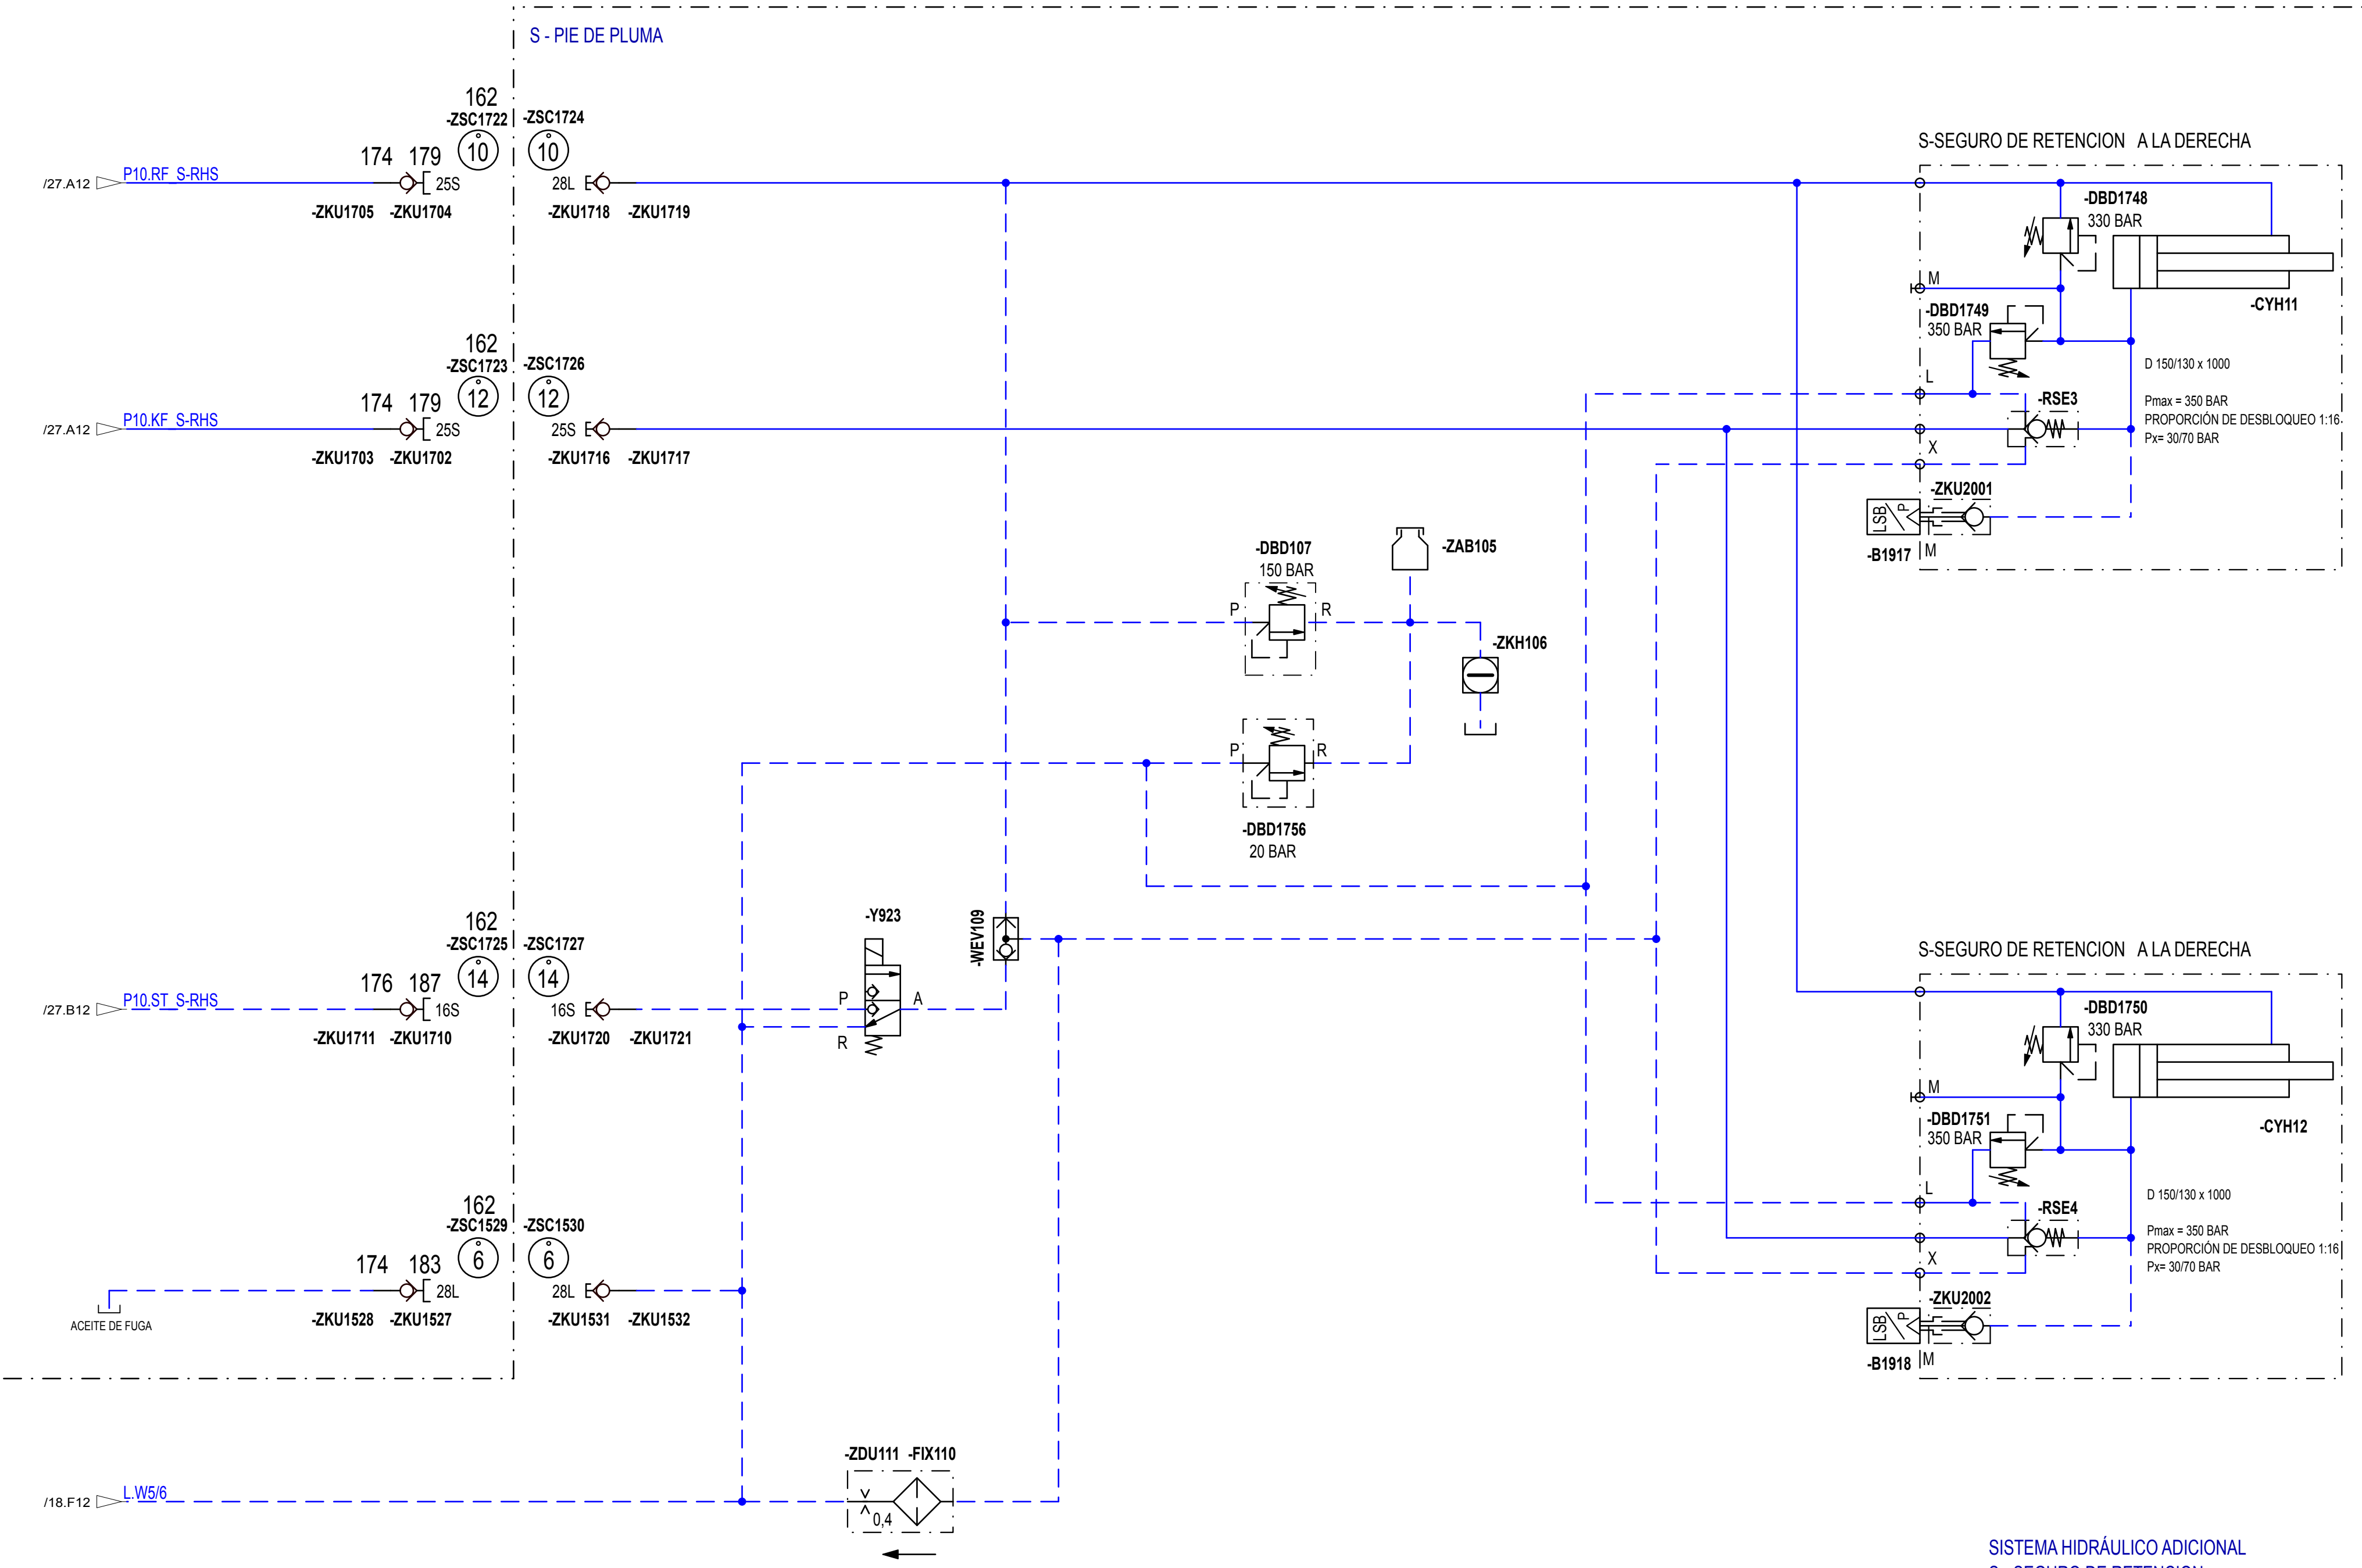 S - PIE DE PLUMA
162
-ZSC1722
-ZSC1724
10
10
174 179
/27.A12
P10.RF_S-RHS
25S
28L
-ZKU1705 -ZKU1704
-ZKU1718 -ZKU1719
S-SEGURO DE RETENCION A LA DERECHA
-DBD1748
330 BAR
M
-CYH11
-DBD1749
350 BAR
D 150/130 x 1000
L
-RSE3
Pmax = 350 BAR
PROPORCIÓN DE DESBLOQUEO 1:16
Px= 30/70 BAR
X
-ZKU2001
LSB
P
-B1917
M
162
-ZSC1723
-ZSC1726
12
12
174 179
/27.A12
P10.KF_S-RHS
25S
25S
-ZKU1703 -ZKU1702
-ZKU1716 -ZKU1717
-DBD107
150 BAR
P
R
-ZAB105
-ZKH106
P
R
-DBD1756
20 BAR
-Y923
-WEV109
P
A
R
162
-ZSC1725
-ZSC1727
14
14
176 187
/27.B12
P10.ST_S-RHS
16S
16S
-ZKU1711 -ZKU1710
-ZKU1720 -ZKU1721
S-SEGURO DE RETENCION A LA DERECHA
-DBD1750
330 BAR
M
-CYH12
-DBD1751
350 BAR
D 150/130 x 1000
L
-RSE4
Pmax = 350 BAR
PROPORCIÓN DE DESBLOQUEO 1:16
Px= 30/70 BAR
X
-ZKU2002
LSB
P
-B1918
M
162
-ZSC1529
-ZSC1530
6
6
174 183
28L
28L
ACEITE DE FUGA
-ZKU1528 -ZKU1527
-ZKU1531 -ZKU1532
-ZDU111 -FIX110
0,4
/18.F12
L.W5/6
SISTEMA HIDRÁULICO ADICIONAL